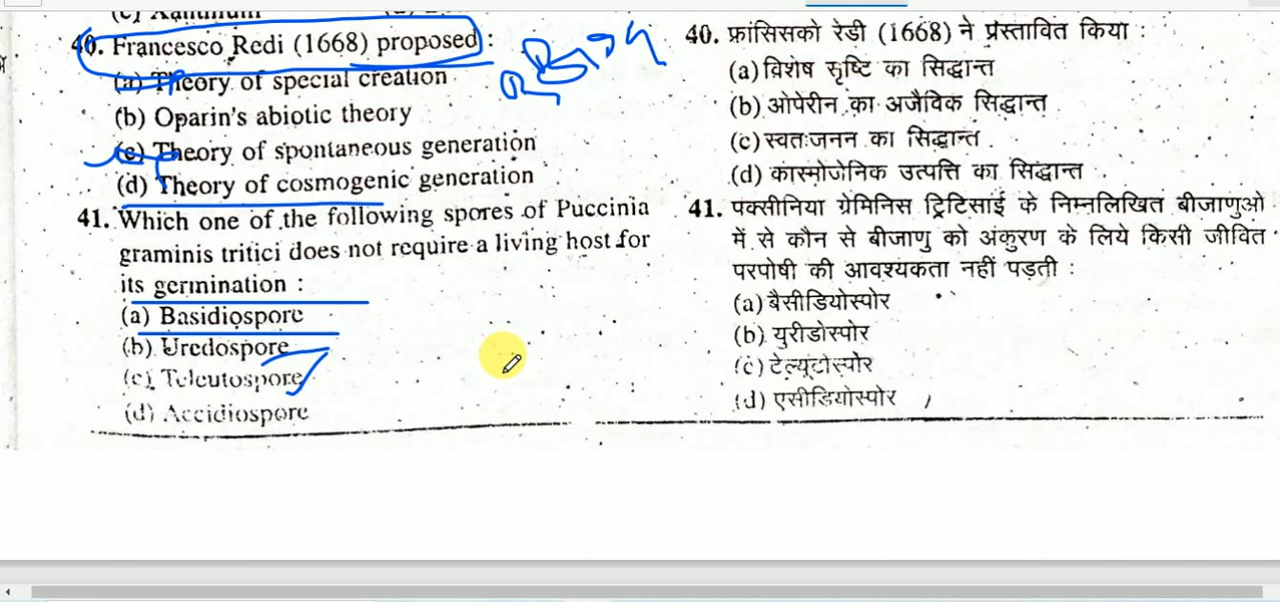 40. Francesco Redi (1668) proposed :
(a) Theory of special creation
(b) Oparin's abiotic theory
(c) Theory of spontaneous generation
(d) Theory of cosmogenic generation
41. Which one of the following spores of Puccinia
graminis tritici does not require a living host for
its germination :
(a) Basidiospore
(b) Uredospore
(c) Teleutospore
(d) Accidiospore
40. फ्रांसिसको रेडी (1668) ने प्रस्तावित किया :
(a) विशेष सृष्टि का सिद्धान्त
(b) ओपेरीन का अजैविक सिद्धान्त
(c) स्वतःजनन का सिद्धान्त
(d) कास्मोजेनिक उत्पत्ति का सिद्धान्त
41. पक्सीनिया ग्रेमिनिस ट्रिटिसाई के निम्नलिखित बीजाणुओ
में से कौन से बीजाणु को अंकुरण के लिये किसी जीवित
परपोषी की आवश्यकता नहीं पड़ती :
(a) बैसीडियोस्पोर
(b) युरीडोस्पोर
(c) टेल्यूटोस्पोर
(d) एसीडियोस्पोर